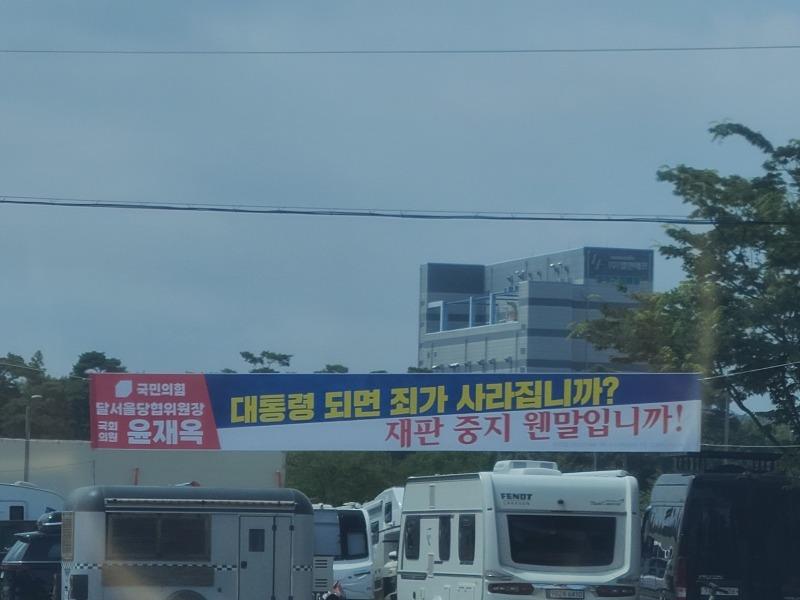 국민의힘
달서을당협위원장
국회의원 윤재옥
대통령 되면 죄가 사라집니까?
재판 중지 웬말입니까!
FENDT
CARAVAN